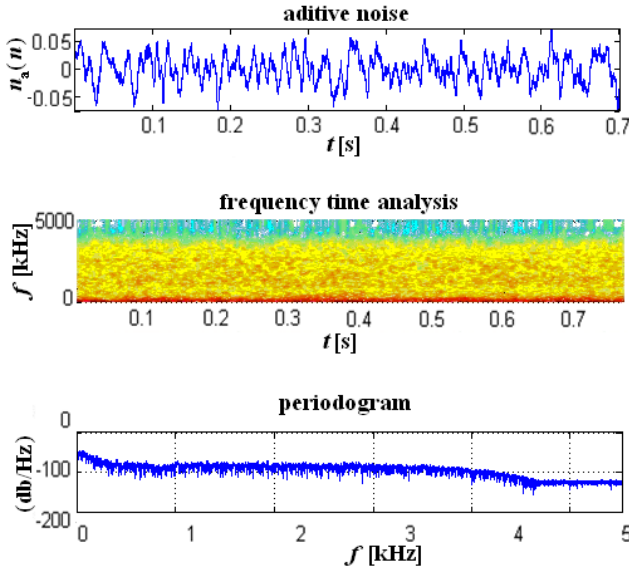 aditive noise
n_a(n)
0.05
0
-0.05
0.1 0.2 0.3 0.4 0.5 0.6 0.7
t [s]
frequency time analysis
f [kHz]
5000
0
0.1 0.2 0.3 0.4 0.5 0.6 0.7
t [s]
periodogram
(db/Hz)
0
-100
-200
0 1 2 3 4 5
f [kHz]